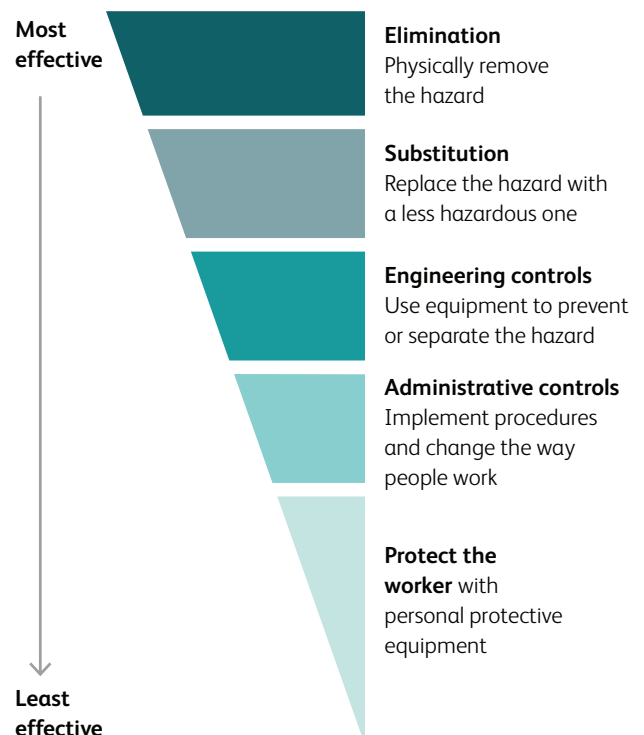 Most
effective
Elimination
Physically remove
the hazard
Substitution
Replace the hazard with
a less hazardous one
Engineering controls
Use equipment to prevent
or separate the hazard
Administrative controls
Implement procedures
and change the way
people work
Protect the
worker with
personal protective
equipment
Least
effective